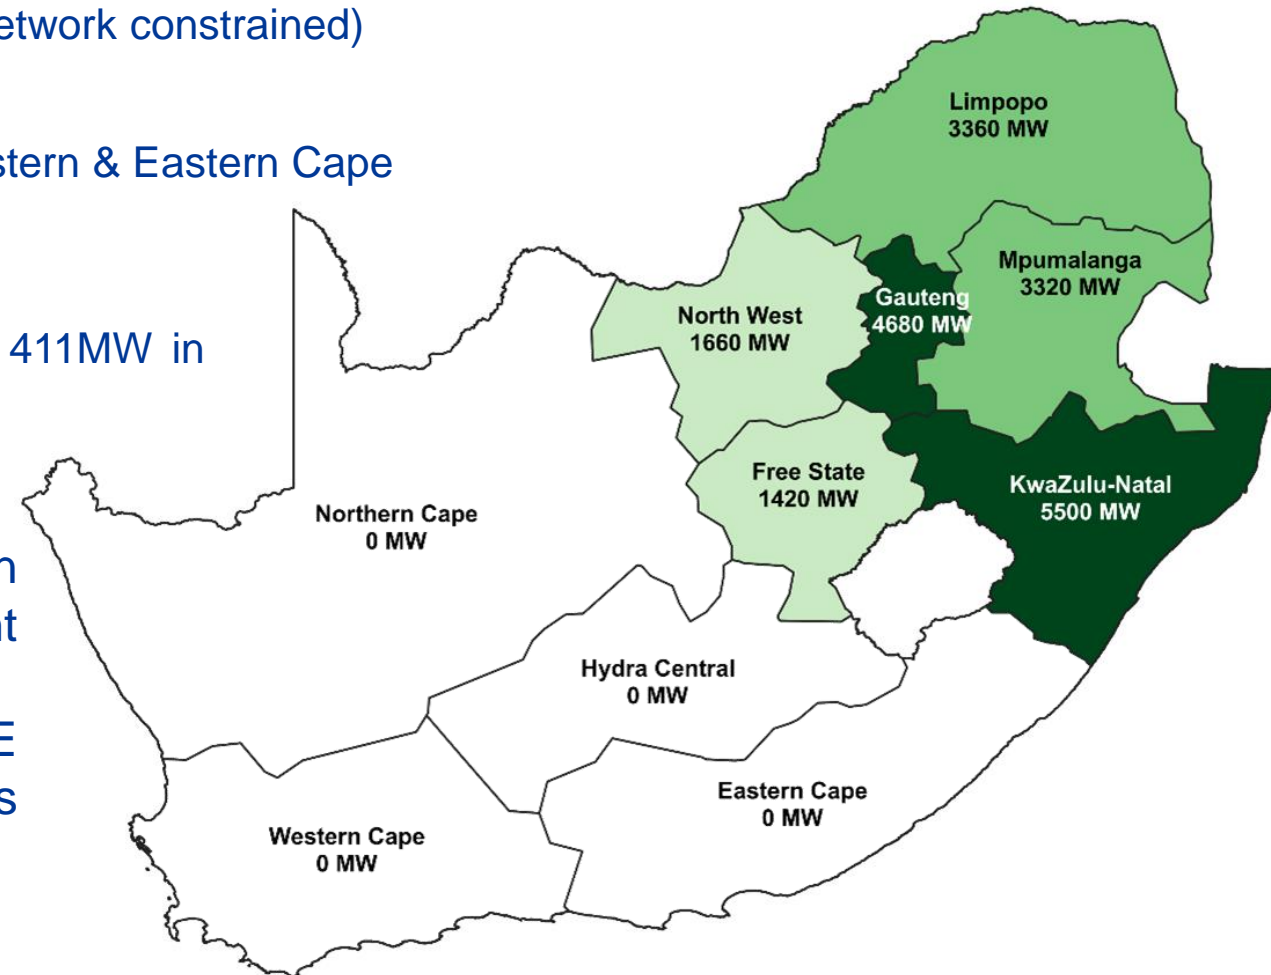 etwork constrained)
stern & Eastern Cape
411MW in
n
nt
E
s
Limpopo
3360 MW
Mpumalanga
3320 MW
Gauteng
4680 MW
North West
1660 MW
Free State
1420 MW
KwaZulu-Natal
5500 MW
Northern Cape
0 MW
Hydra Central
0 MW
Eastern Cape
0 MW
Western Cape
0 MW